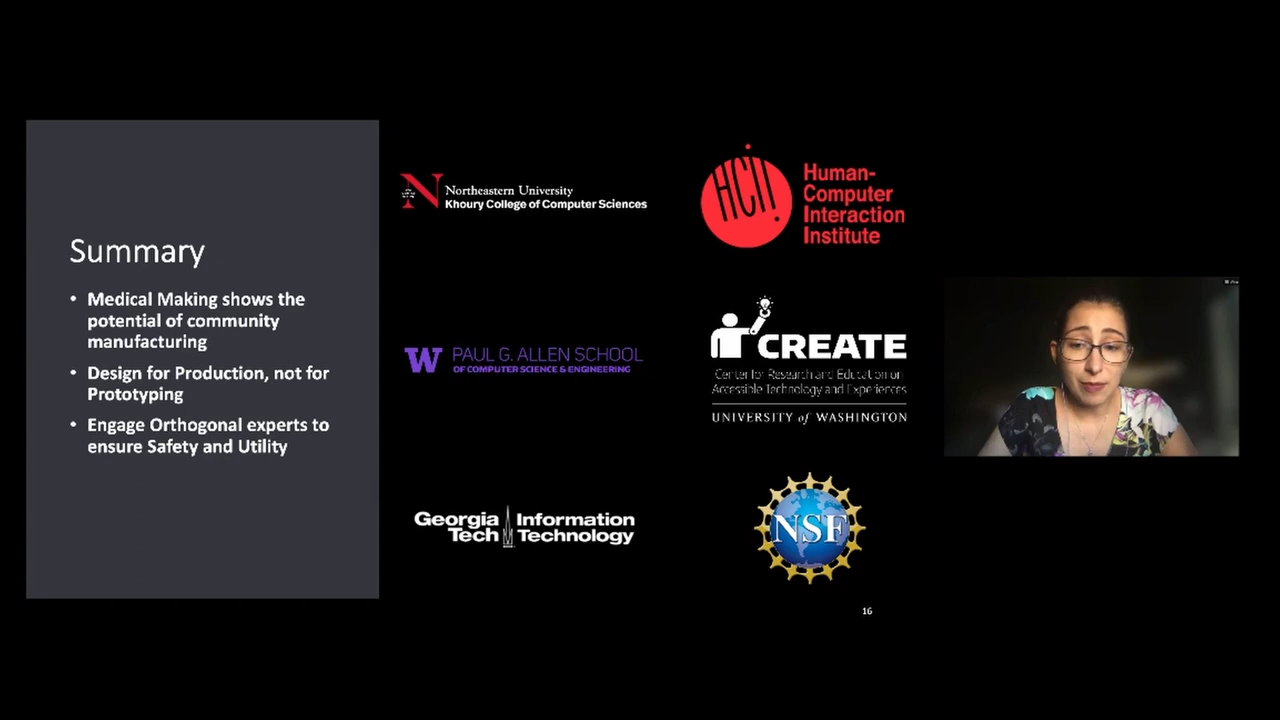 Summary
• Medical Making shows the
potential of community
manufacturing
• Design for Production, not for
Prototyping
• Engage Orthogonal experts to
ensure Safety and Utility
N
Northeastern University
Khoury College of Computer Sciences
HCII
Human-
Computer
Interaction
Institute
W
PAUL G. ALLEN SCHOOL
OF COMPUTER SCIENCE & ENGINEERING
CREATE
Center for Research and Education on
Accessible Technology and Experiences
UNIVERSITY of WASHINGTON
Georgia
Tech
Information
Technology
NSF
16